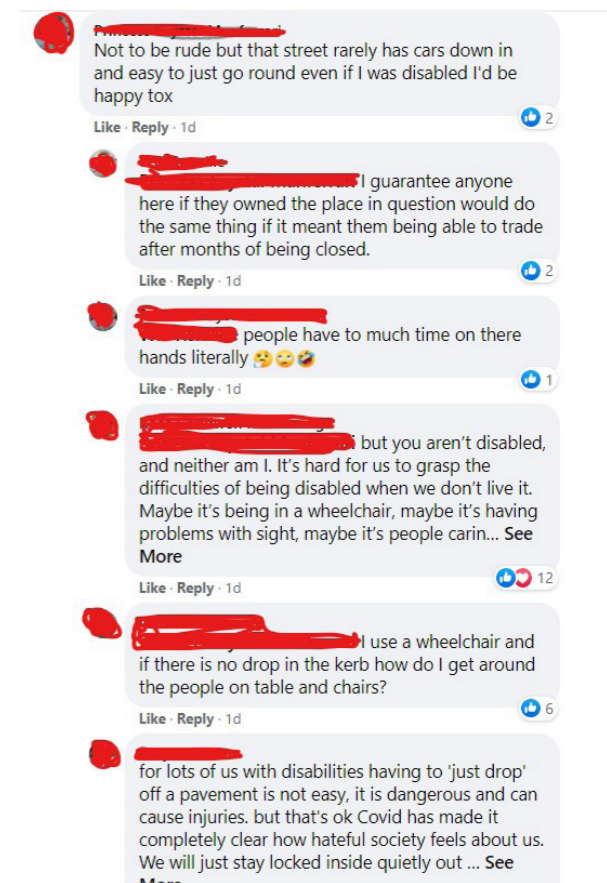 Not to be rude but that street rarely has cars down in
and easy to just go round even if I was disabled I'd be
happy tox
2
Like · Reply · 1d
I guarantee anyone
here if they owned the place in question would do
the same thing if it meant them being able to trade
after months of being closed.
2
Like · Reply · 1d
people have to much time on there
hands literally 🤔🙄🤣
1
Like · Reply · 1d
but you aren't disabled,
and neither am I. It's hard for us to grasp the
difficulties of being disabled when we don't live it.
Maybe it's being in a wheelchair, maybe it's having
problems with sight, maybe it's people carin... See
More
12
Like · Reply · 1d
I use a wheelchair and
if there is no drop in the kerb how do I get around
the people on table and chairs?
6
Like · Reply · 1d
for lots of us with disabilities having to 'just drop'
off a pavement is not easy, it is dangerous and can
cause injuries. but that's ok Covid has made it
completely clear how hateful society feels about us.
We will just stay locked inside quietly out ... See
More